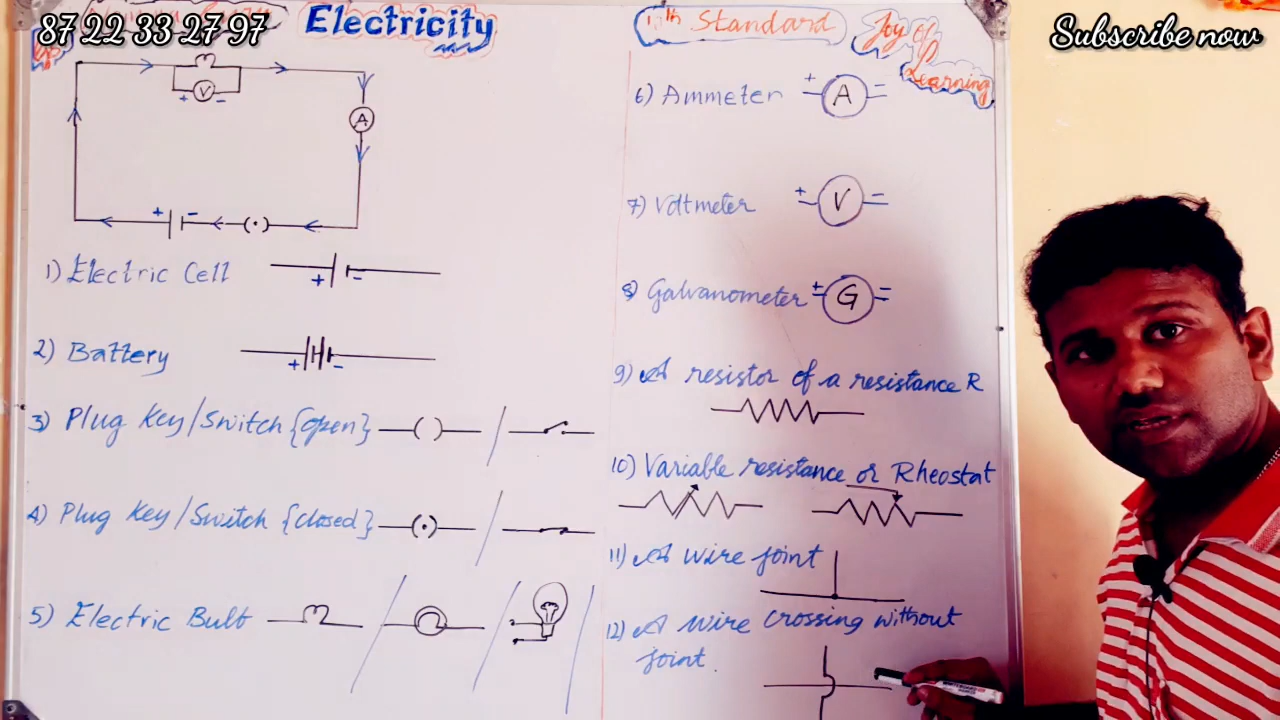 87 22 33 27 97
Electricity
Standard
Joy of
Learning
Subscribe now
V
+ -
A
+ -
1) Electric Cell + -
2) Battery + -
3) Plug Key/Switch {open} /
4) Plug Key/Switch {closed} /
5) Electric Bulb / / /
6) Ammeter + A -
7) Voltmeter + V -
8) Galvanometer + G -
9) A resistor of a resistance R
10) Variable resistance or Rheostat
11) A wire joint
12) A wire crossing without
joint.